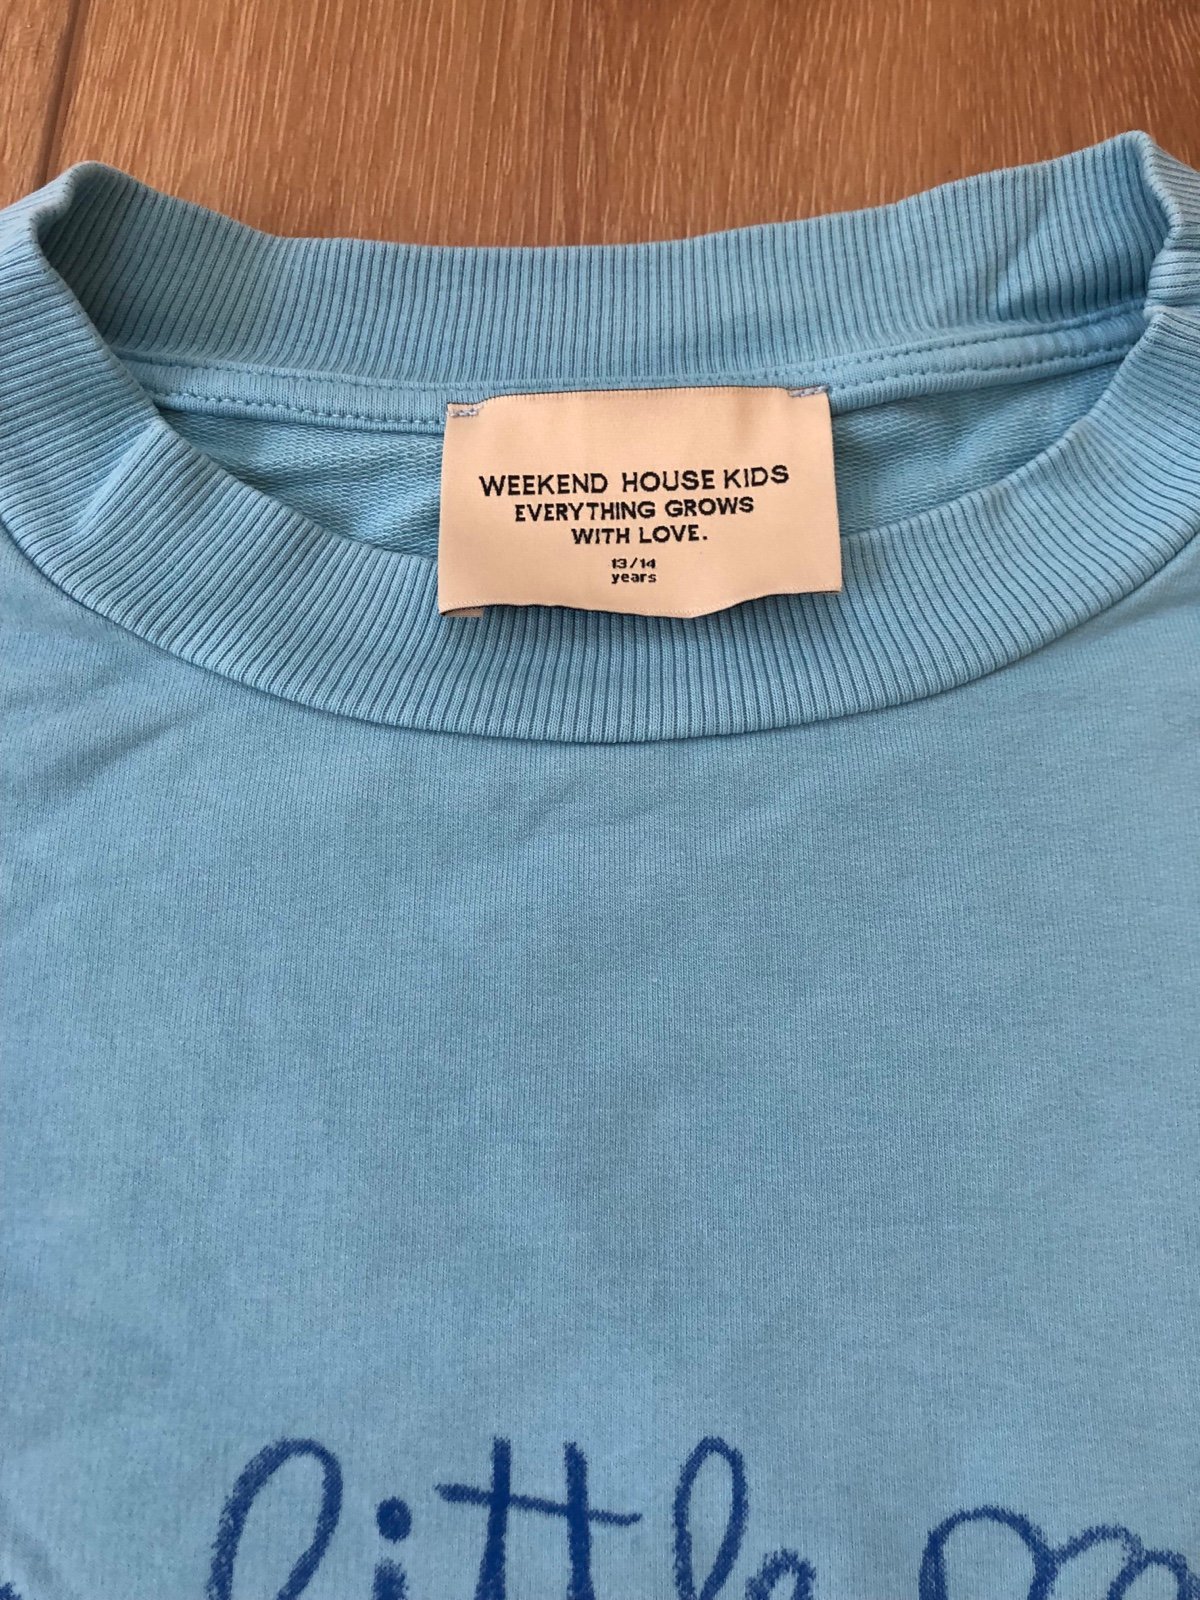 WEEKEND HOUSE KIDS
EVERYTHING GROWS
WITH LOVE.
13/14
years
little